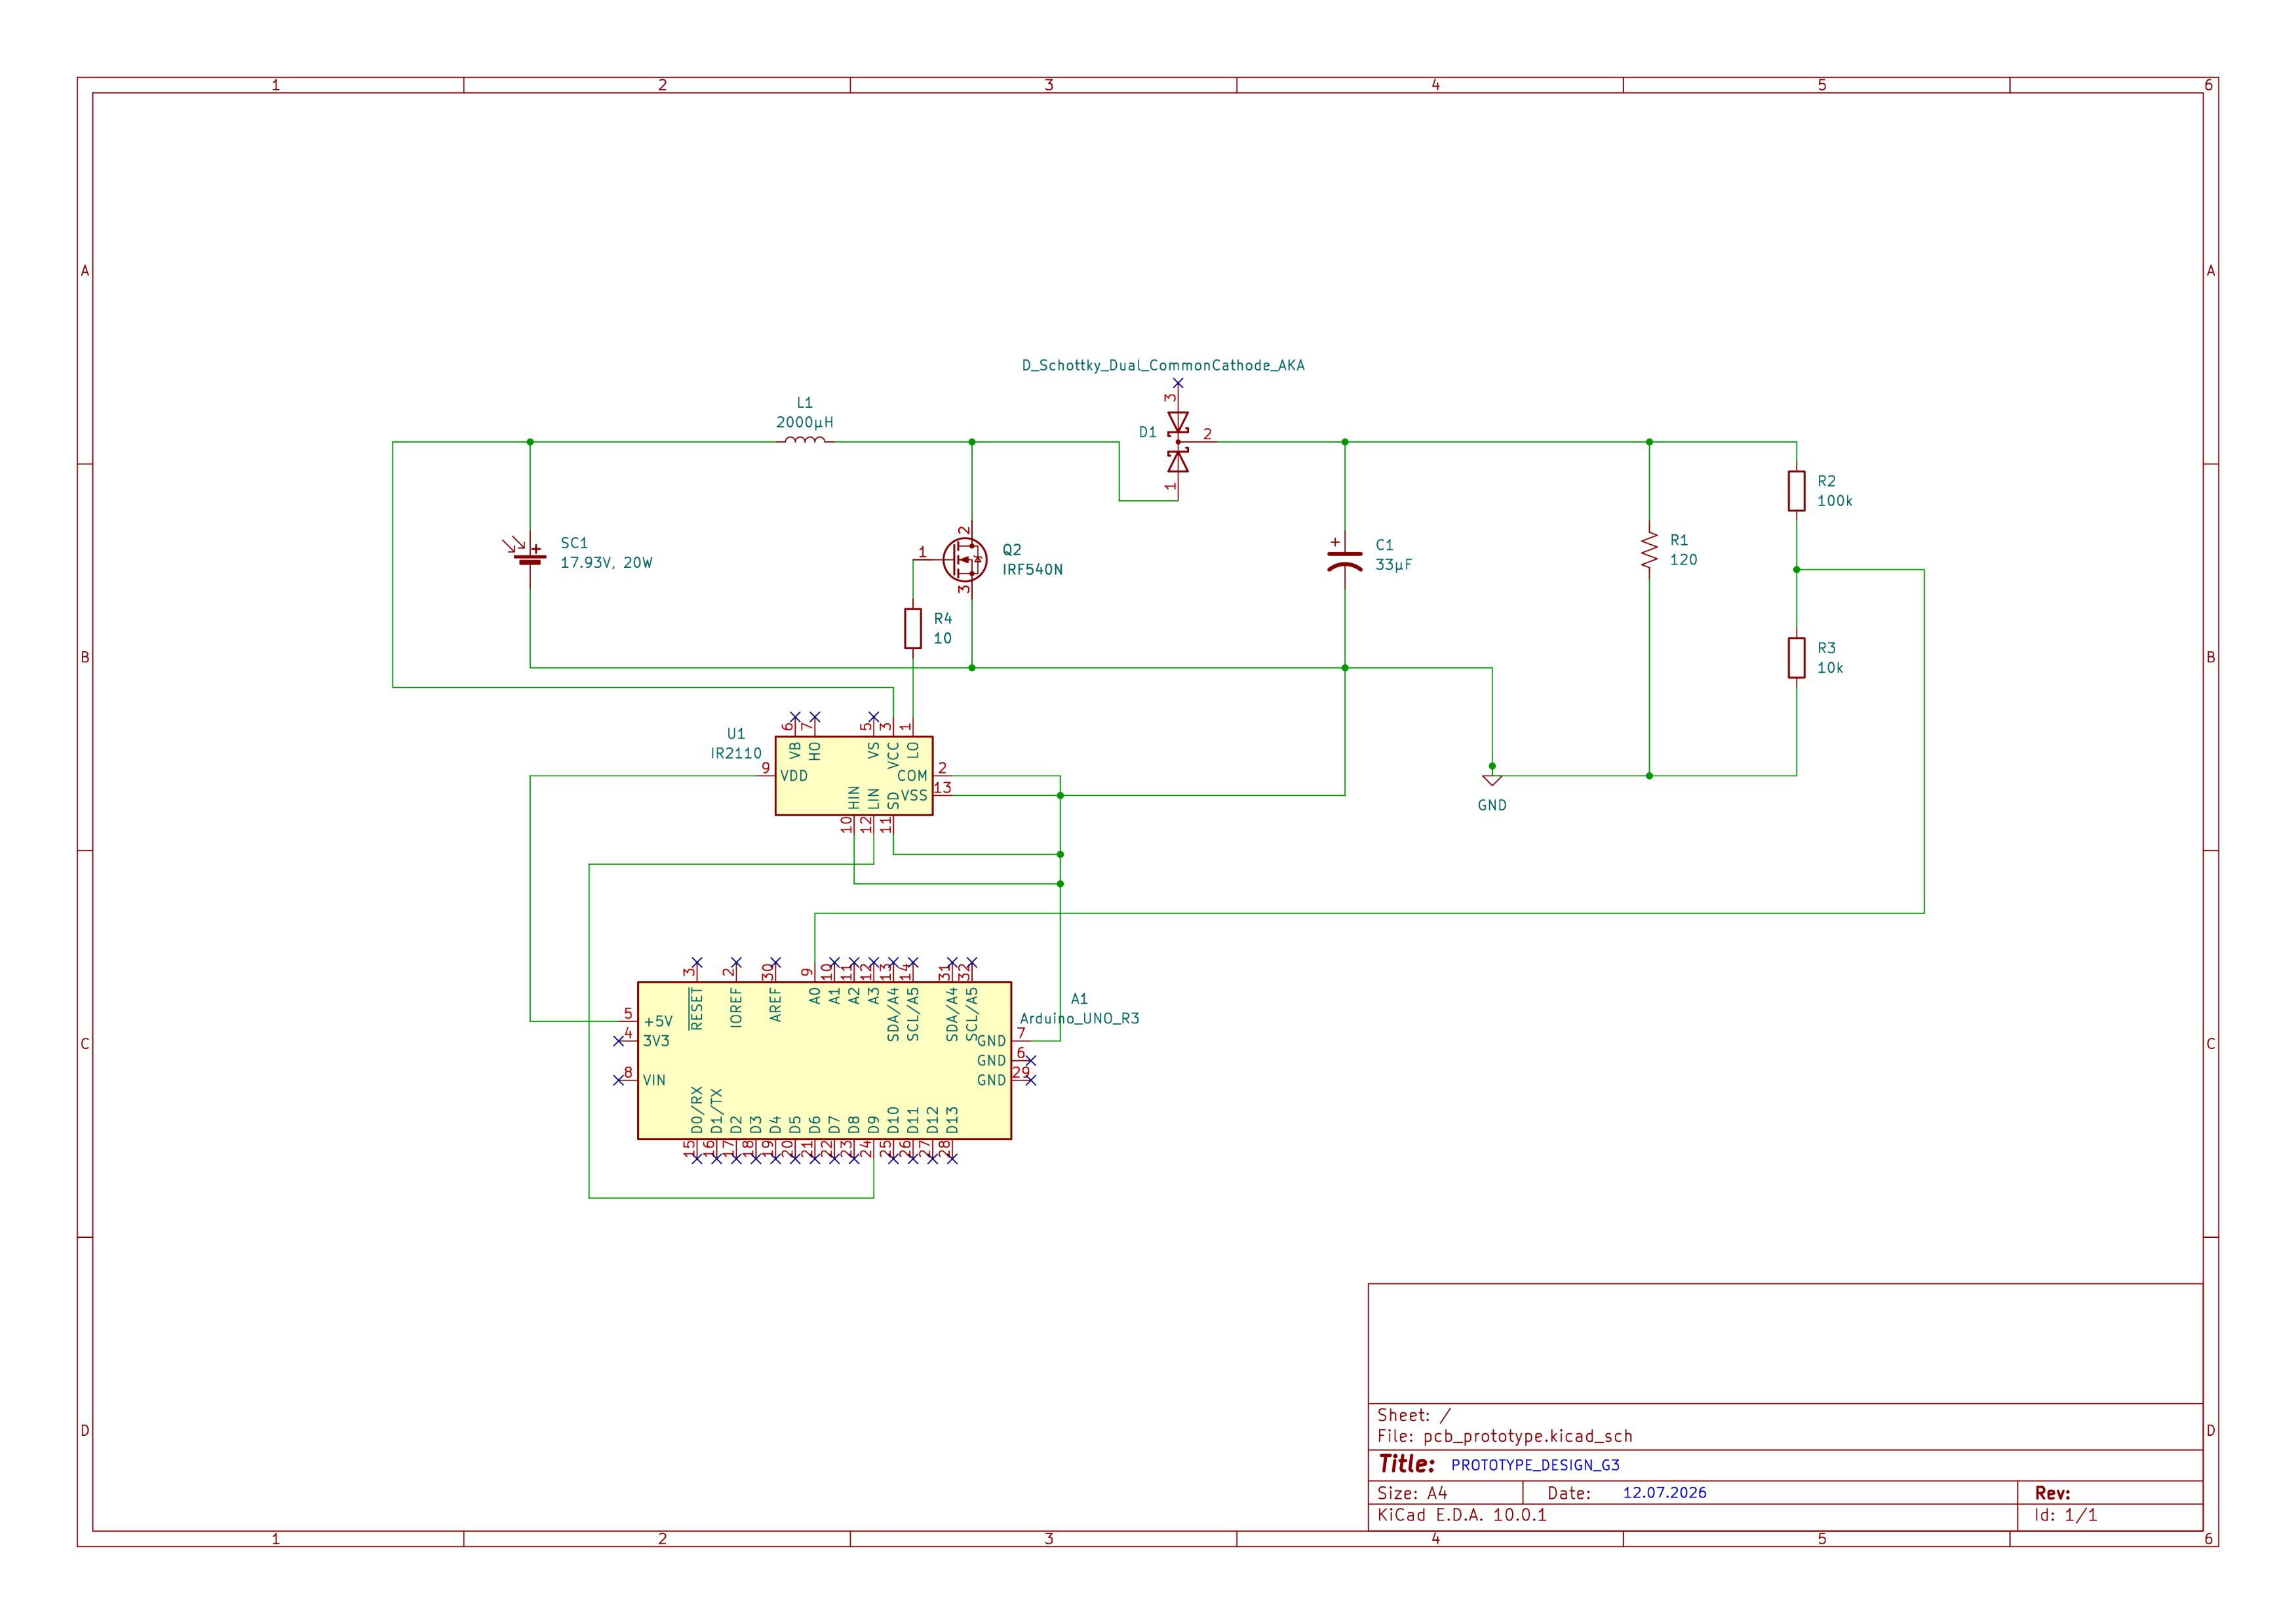 1 2 3 4 5 6
A A
D_Schottky_Dual_CommonCathode_AKA
3
L1
2000µH
D1
2
1
SC1
17.93V, 20W
2
1
Q2
IRF540N
3
+
C1
33µF
R1
120
R2
100k
R4
10
R3
10k
B B
6 7 5 3 1
U1
IR2110
VB HO VS VCC LO
9 VDD
COM 2
VSS 13
HIN LIN SD
10 12 11
GND
3 2 30 9 10 11 12 13 14 31 32
RESET IOREF AREF A0 A1 A2 A3 SDA/A4 SCL/A5 SDA/A4 SCL/A5
A1
Arduino_UNO_R3
5 +5V
4 3V3
8 VIN
GND 7
GND 6
GND 29
C C
D0/RX D1/TX D2 D3 D4 D5 D6 D7 D8 D9 D10 D11 D12 D13
15 16 17 18 19 20 21 22 23 24 25 26 27 28
D D
Sheet: /
File: pcb_prototype.kicad_sch
Title: PROTOTYPE_DESIGN_G3
Size: A4 Date: 12.07.2026 Rev:
KiCad E.D.A. 10.0.1 Id: 1/1
1 2 3 4 5 6